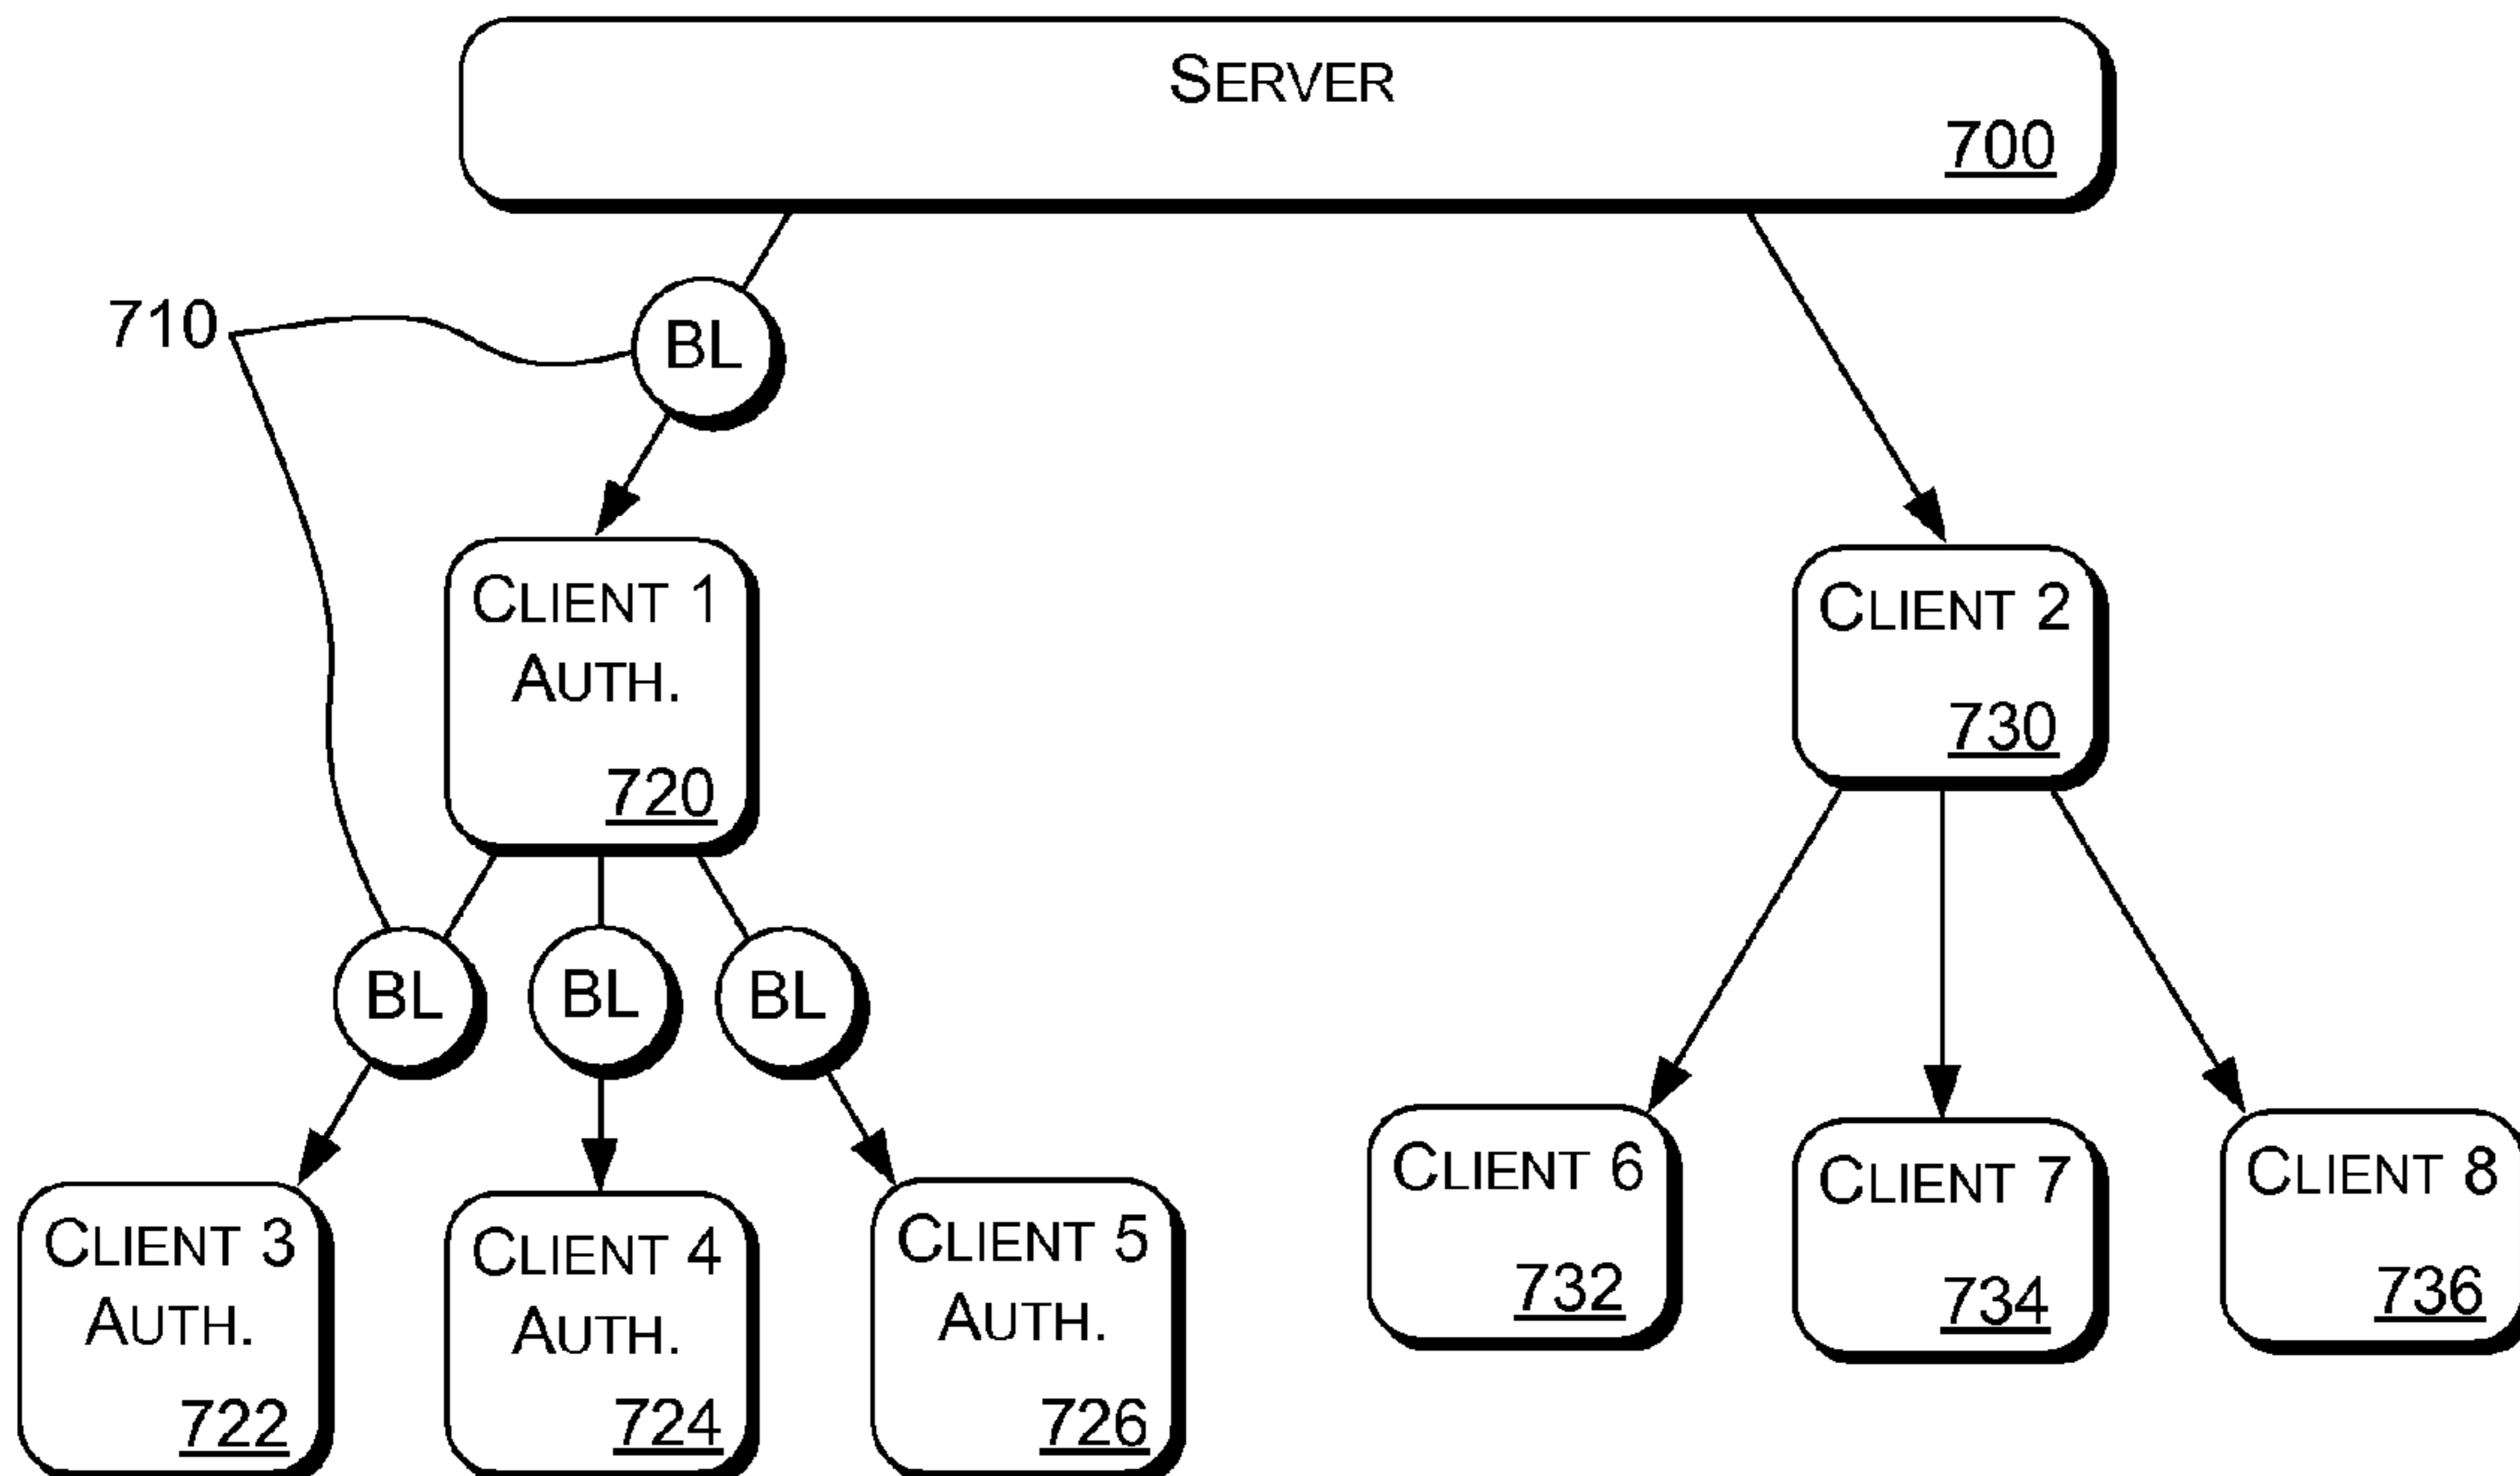 SERVER
700
710
BL
CLIENT 1
AUTH.
720
CLIENT 2
730
BL
BL
BL
CLIENT 3
AUTH.
722
CLIENT 4
AUTH.
724
CLIENT 5
AUTH.
726
CLIENT 6
732
CLIENT 7
734
CLIENT 8
736